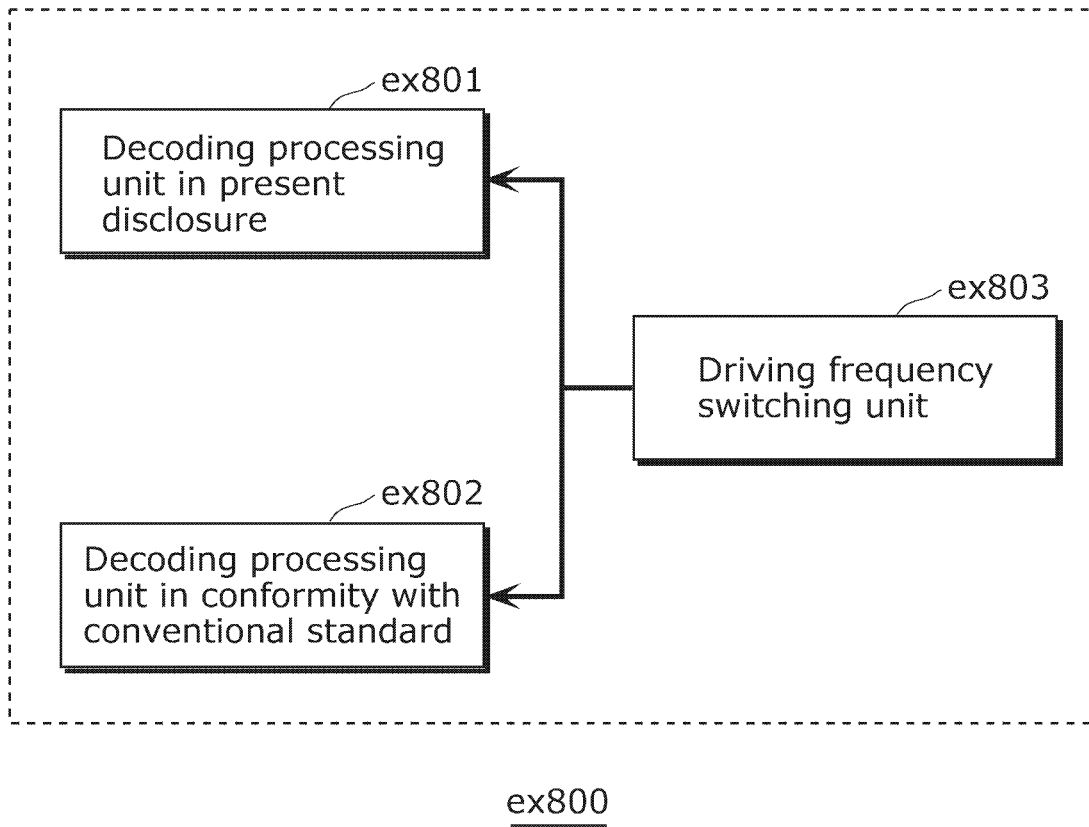 ex801
Decoding processing
unit in present
disclosure
ex803
Driving frequency
switching unit
ex802
Decoding processing
unit in conformity with
conventional standard
ex800